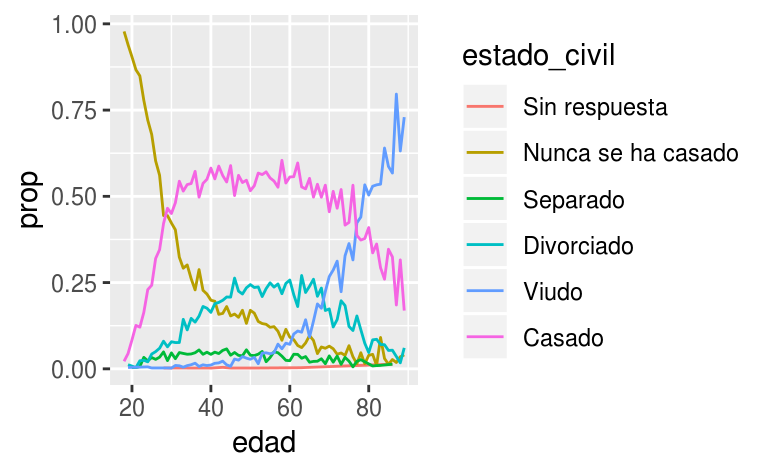 1.00
0.75
0.50
0.25
0.00
prop
20 40 60 80
edad
estado_civil
Sin respuesta
Nunca se ha casado
Separado
Divorciado
Viudo
Casado